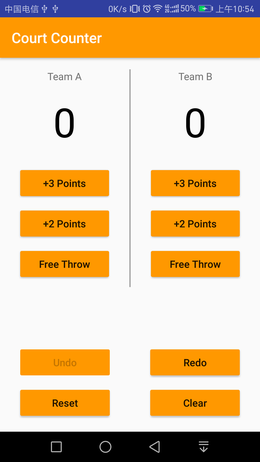 中国电信 0K/s 50% 上午10:54
Court Counter
Team A Team B
0 0
+3 Points +3 Points
+2 Points +2 Points
Free Throw Free Throw
Undo Redo
Reset Clear